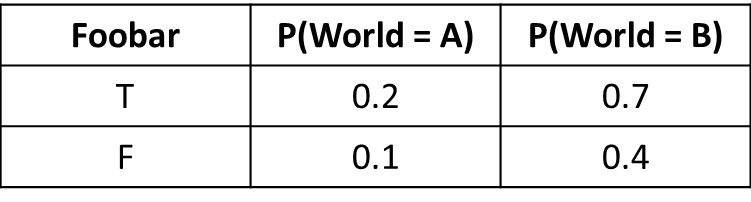 Foobar P(World = A) P(World = B)
T 0.2 0.7
F 0.1 0.4